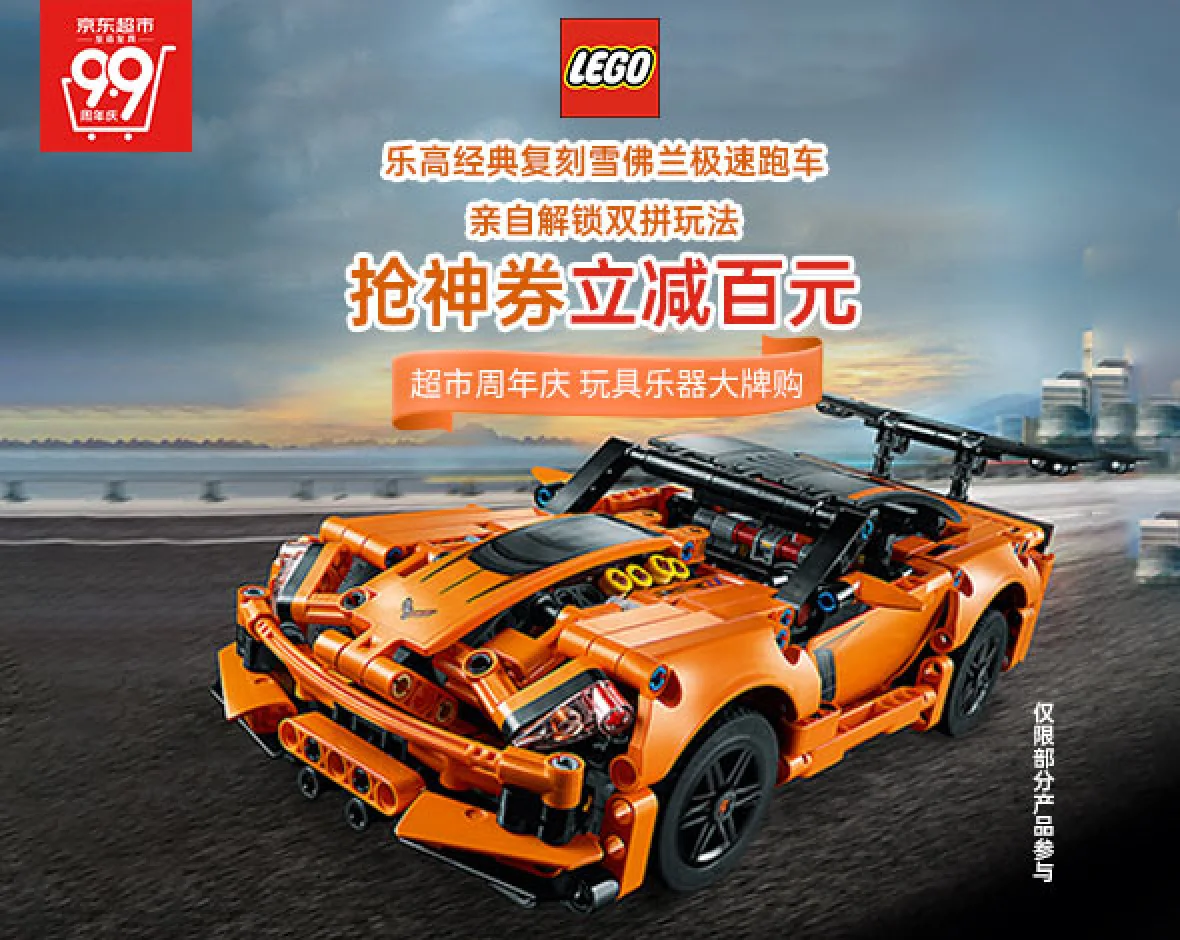 京东超市
99
周年庆
LEGO
乐高经典复刻雪佛兰极速跑车
亲自解锁双拼玩法
抢神券立减百元
超市周年庆 玩具乐器大牌购
仅限部分产品参与